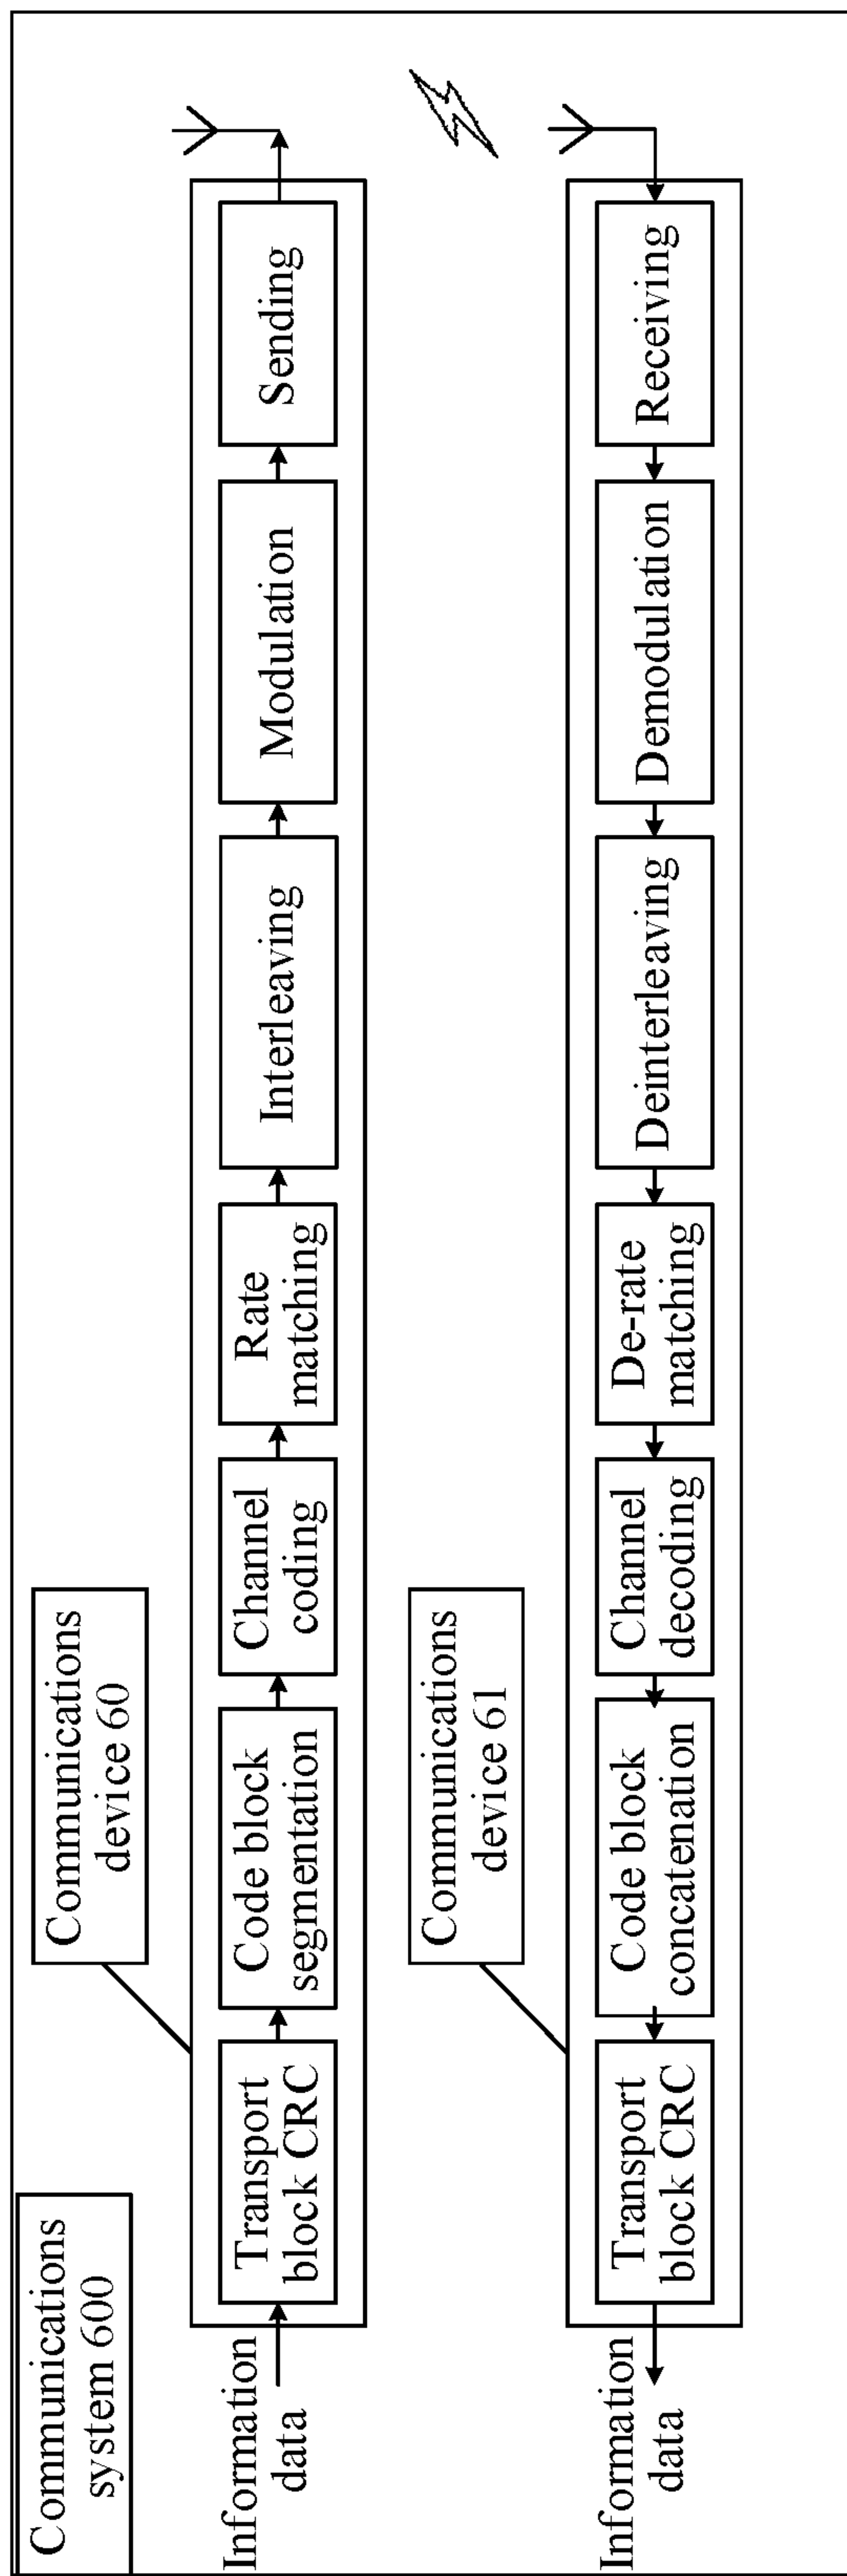 Communications
system 600
Communications
device 60
Information
data
Transport
block CRC
Code block
segmentation
Channel
coding
Rate
matching
Interleaving
Modulation
Sending
Communications
device 61
Information
data
Transport
block CRC
Code block
concatenation
Channel
decoding
De-rate
matching
Deinterleaving
Demodulation
Receiving